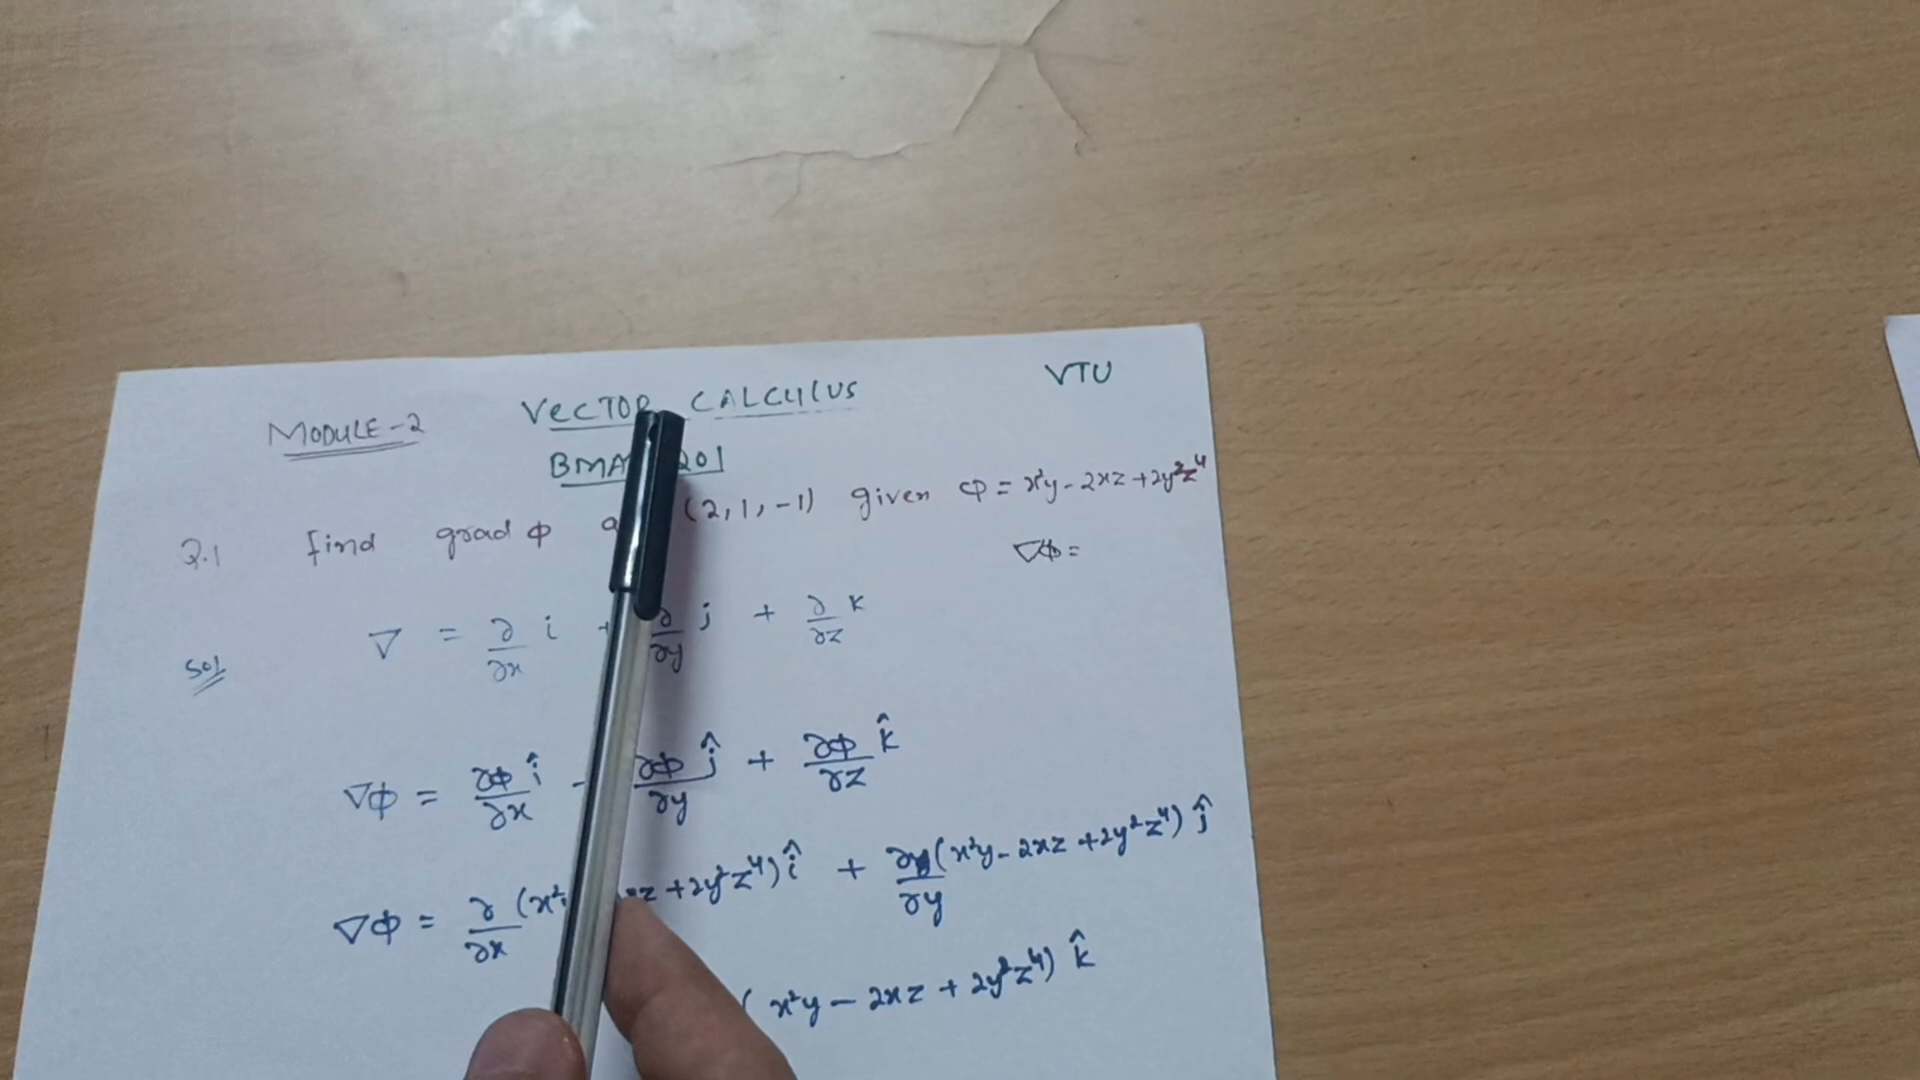 VTU
MODULE-2 VECTOR CALCULUS
BMA 201
Q.1 find grad φ (2,1,-1) given φ = x²y - 2xz + 2y²z⁴
∇φ =
Sol ∇ = ∂/∂x i + ∂/∂y j + ∂/∂z k
∇φ = ∂φ/∂x î ∂φ/∂y ĵ + ∂φ/∂z k̂
∇φ = ∂/∂x (x² z + 2y²z⁴) î + ∂y/∂y (x²y - 2xz + 2y²z⁴) ĵ
(x²y - 2xz + 2y²z⁴) k̂